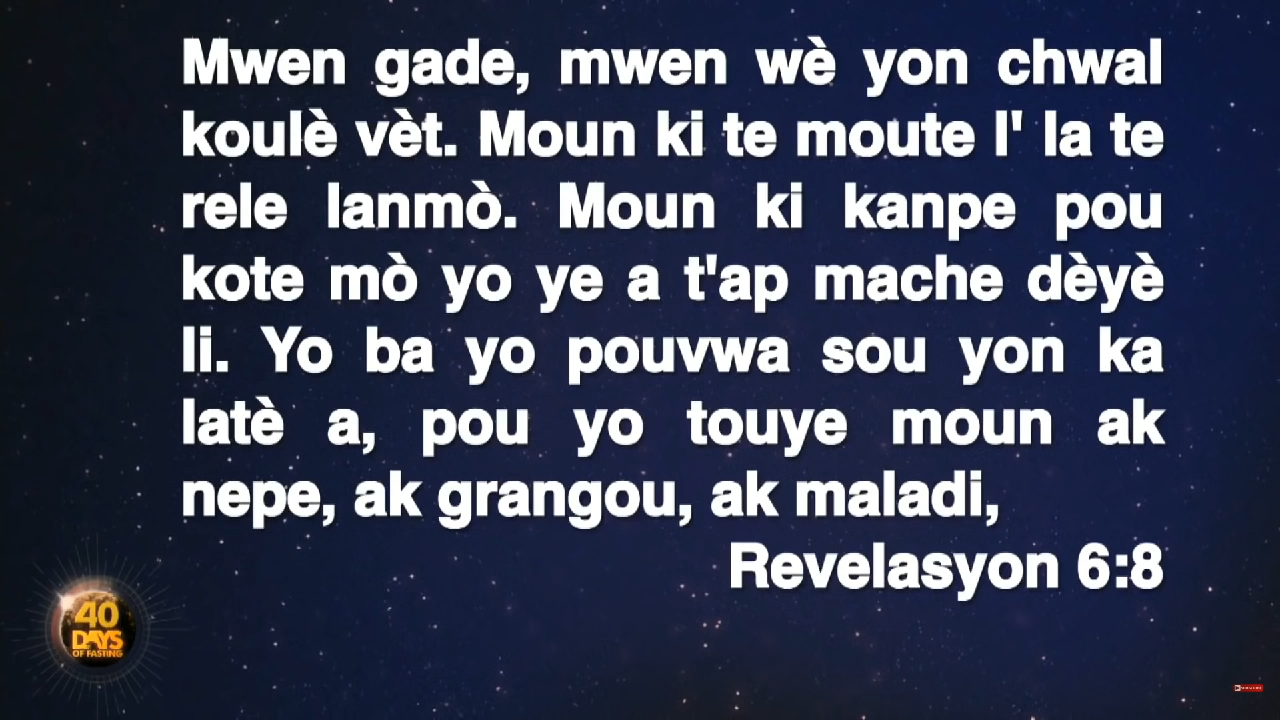 Mwen gade, mwen wè yon chwal
koulè vèt. Moun ki te moute l' la te
rele lanmò. Moun ki kanpe pou
kote mò yo ye a t'ap mache dèyè
li. Yo ba yo pouvwa sou yon ka
latè a, pou yo touye moun ak
nepe, ak grangou, ak maladi,
Revelasyon 6:8
40
DAYS
OF FASTING